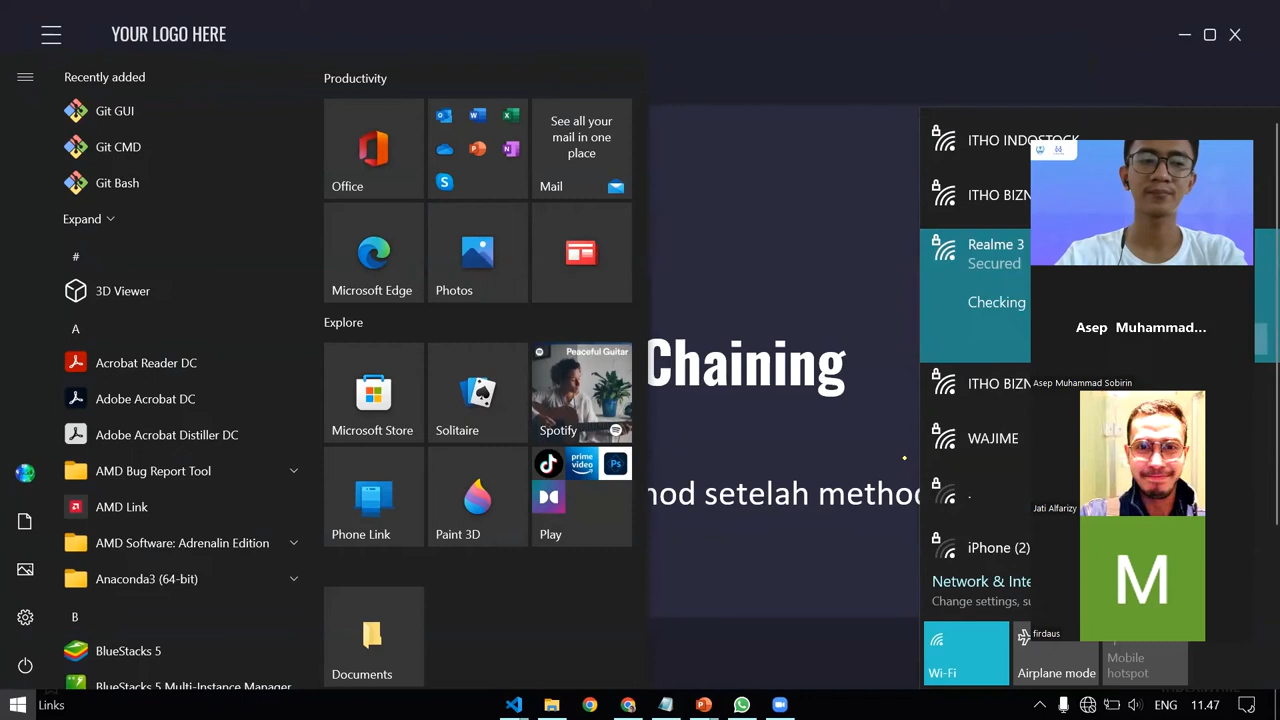 YOUR LOGO HERE
Recently added
Git GUI
Git CMD
Git Bash
Expand
#
3D Viewer
A
Acrobat Reader DC
Adobe Acrobat DC
Adobe Acrobat Distiller DC
AMD Bug Report Tool
AMD Link
AMD Software: Adrenalin Edition
Anaconda3 (64-bit)
B
BlueStacks 5
BlueStacks 5 Multi-Instance Manager
Productivity
Office
See all your
mail in one
place
Mail
Microsoft Edge
Photos
Explore
Microsoft Store
Solitaire
Peaceful Guitar
Spotify
prime
video
Ps
Phone Link
Paint 3D
Play
Documents
Chaining
setelah
ITHO INDOSTOCK
ITHO
Realme 3
Secured
Checking
ITHO
WAJIME
.
iPhone (2)
Network &
Change settings,
Wi-Fi
Airplane mode
Mobile
hotspot
Asep Muhammad...
Asep Muhammad Sobirin
Jati Alfarizy
M
firdaus
Links
ENG
11.47